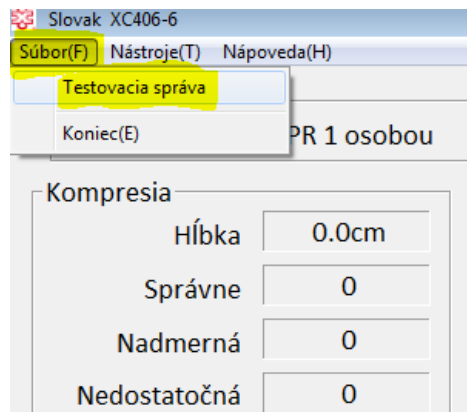 Slovak XC406-6
Súbor(F) Nástroje(T) Nápoveda(H)
Testovacia správa
Koniec(E)
PR 1 osobou
Kompresia
Hĺbka 0.0cm
Správne 0
Nadmerná 0
Nedostatočná 0